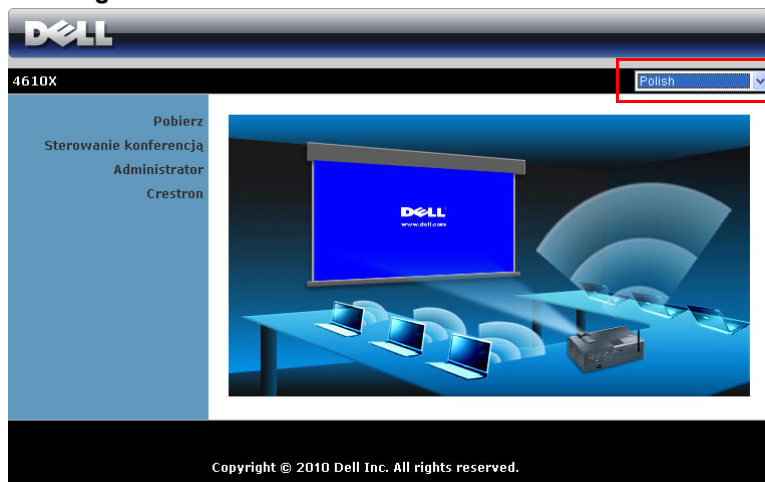 DELL
4610X
Polish
Pobierz
Sterowanie konferencją
Administrator
Crestron
DELL
www.dell.com
Copyright © 2010 Dell Inc. All rights reserved.